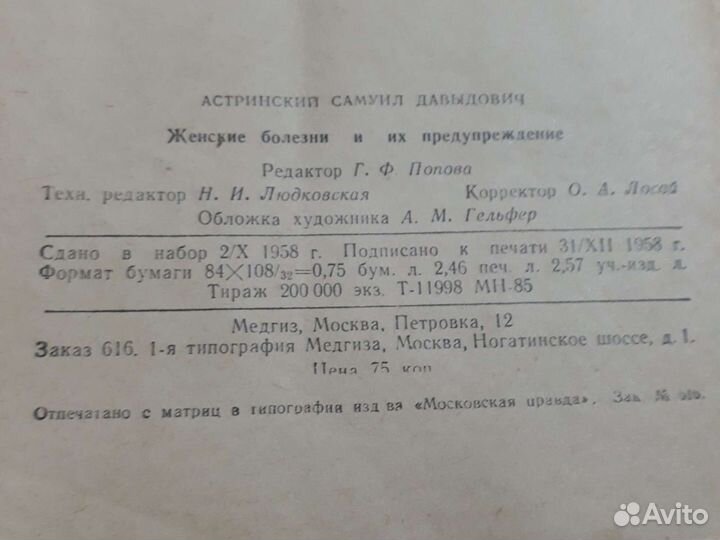 АСТРИНСКИЙ САМУИЛ ДАВЫДОВИЧ
Женские болезни и их предупреждение
Редактор Г. Ф Попова
Техн. редактор Н. И. Людковская Корректор О. А. Лосай
Обложка художника А. М. Гельфер
Сдано в набор 2/X 1958 г. Подписано к печати 31/XII 1958 г.
Формат бумаги 84×108/32=0,75 бум. л. 2,46 печ. л. 2,57 уч.-изд. л.
Тираж 200 000 экз. Т-11998 МН-85
Медгиз, Москва, Петровка, 12
Заказ 616. 1-я типография Медгиза, Москва, Ногатинское шоссе, д. 1.
Цена 75 коп
Отпечатано с матриц в типографии изд ва «Московская правда». Зак. №
Avito